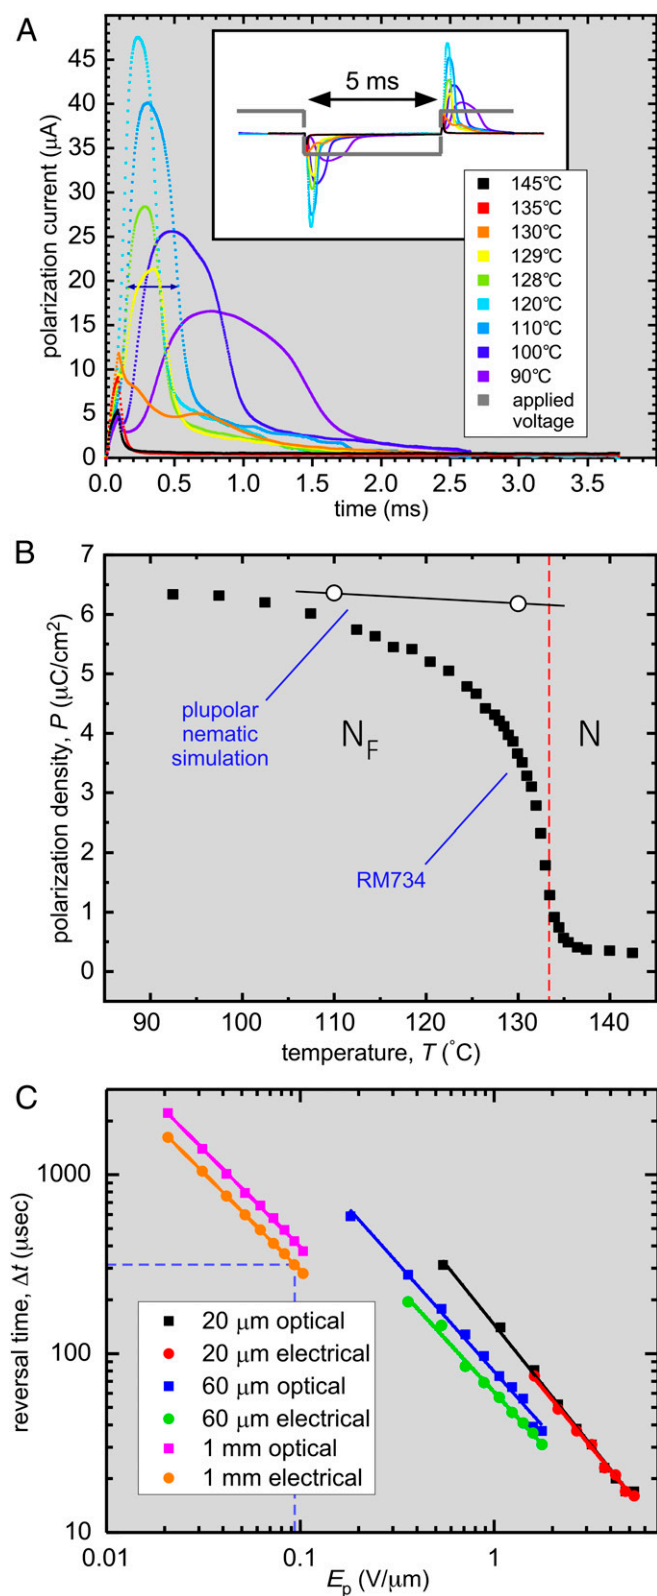 A
polarization current (μA)
45
40
35
30
25
20
15
10
5
0
5 ms
145℃
135℃
130℃
129℃
128℃
120℃
110℃
100℃
90℃
applied
voltage
0.0 0.5 1.0 1.5 2.0 2.5 3.0 3.5
time (ms)
B
polarization density, P (μC/cm²)
7
6
5
4
3
2
1
0
plupolar
nematic
simulation
N_F
N
RM734
90 100 110 120 130 140
temperature, T (°C)
C
reversal time, Δt (μsec)
1000
100
10
20 μm optical
20 μm electrical
60 μm optical
60 μm electrical
1 mm optical
1 mm electrical
0.01 0.1 1
E_p (V/μm)